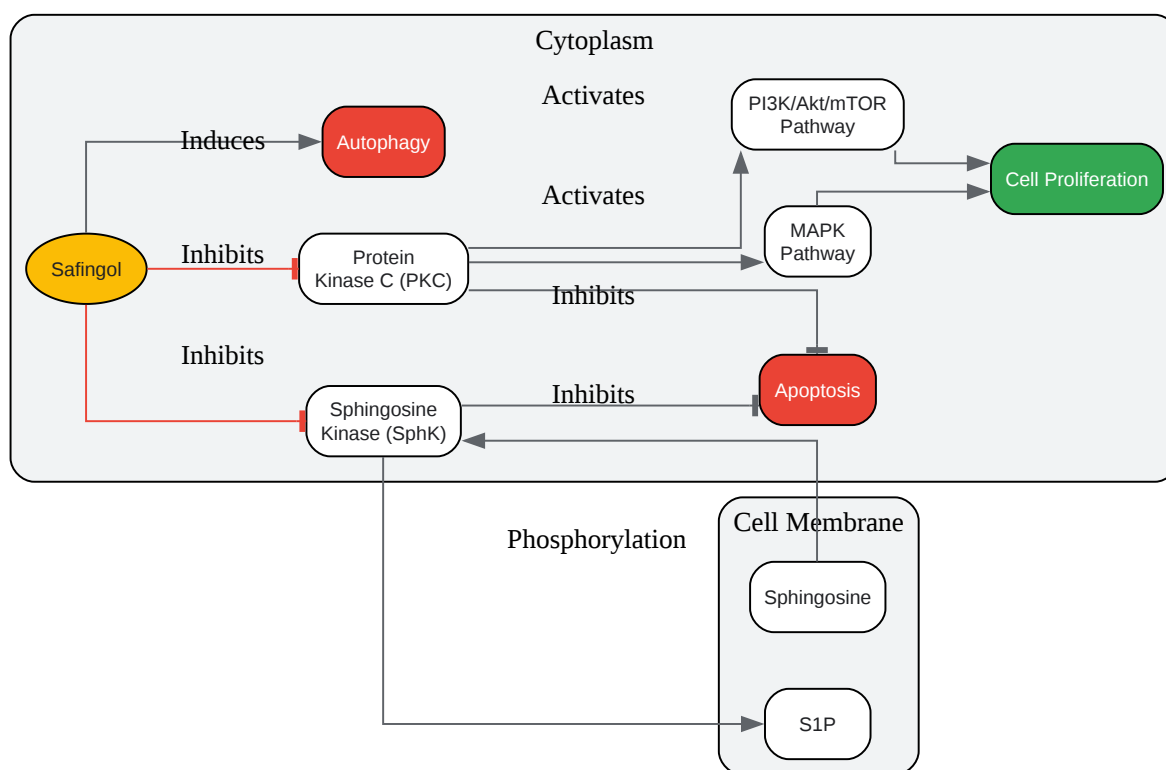 Cytoplasm
Activates
PI3K/Akt/mTOR
Pathway
Induces
Autophagy
Cell Proliferation
Activates
MAPK
Pathway
Safingol
Inhibits
Protein
Kinase C (PKC)
Inhibits
Inhibits
Apoptosis
Inhibits
Sphingosine
Kinase (SphK)
Cell Membrane
Phosphorylation
Sphingosine
S1P